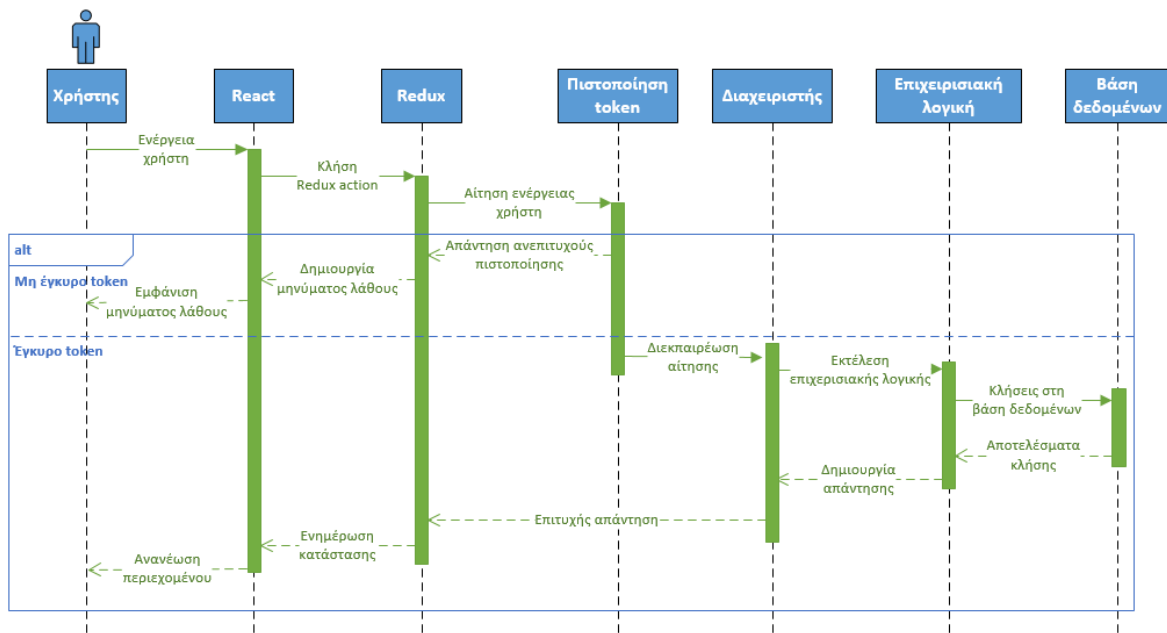 Χρήστης
React
Redux
Πιστοποίηση
token
Διαχειριστής
Επιχειρισιακή
λογική
Βάση
δεδομένων
Ενέργεια
χρήστη
Κλήση
Redux action
Αίτηση ενέργειας
χρήστη
alt
Απάντηση ανεπιτυχούς
πιστοποίησης
Μη έγκυρο token
Δημιουργία
μηνύματος λάθους
Εμφάνιση
μηνύματος λάθους
Έγκυρο token
Διεκπαιρέωση
αίτησης
Εκτέλεση
επιχερισιακής λογικής
Κλήσεις στη
βάση δεδομένων
Αποτελέσματα
κλήσης
Δημιουργία
απάντησης
Επιτυχής απάντηση
Ενημέρωση
κατάστασης
Ανανέωση
περιεχομένου